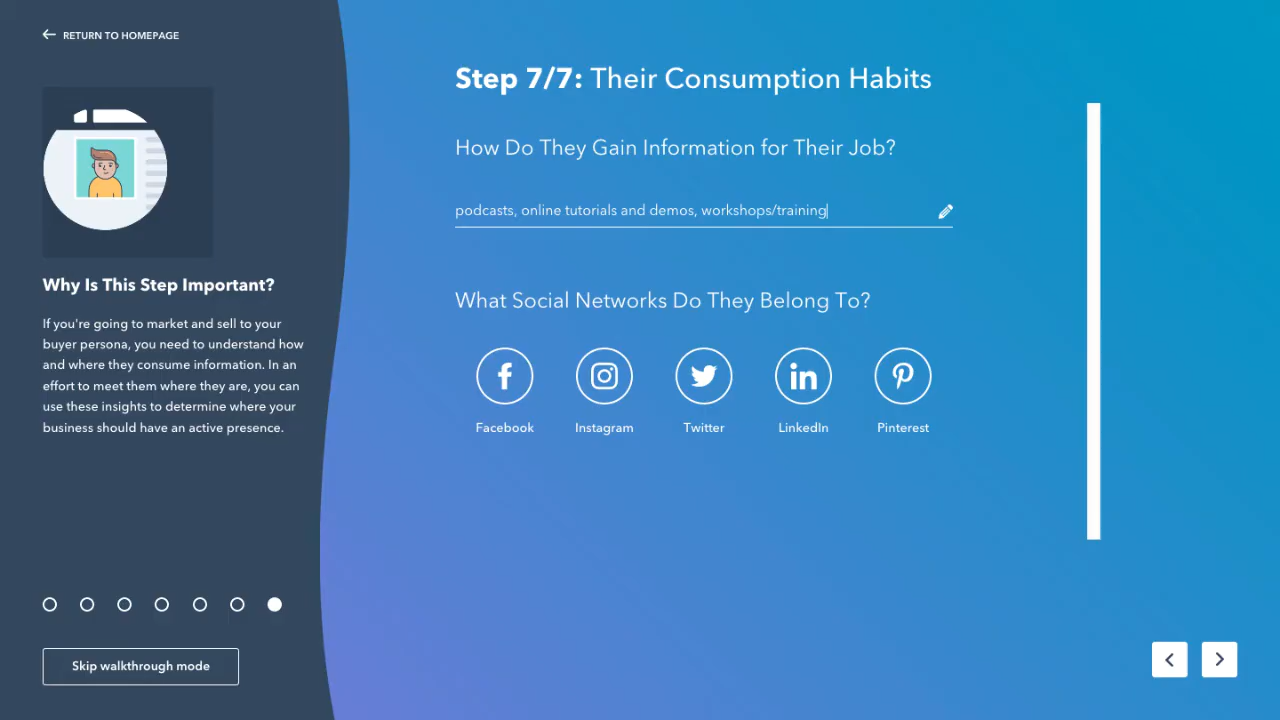 RETURN TO HOMEPAGE
Why Is This Step Important?
If you're going to market and sell to your
buyer persona, you need to understand how
and where they consume information. In an
effort to meet them where they are, you can
use these insights to determine where your
business should have an active presence.
Skip walkthrough mode
Step 7/7: Their Consumption Habits
How Do They Gain Information for Their Job?
podcasts, online tutorials and demos, workshops/training
What Social Networks Do They Belong To?
Facebook Instagram Twitter LinkedIn Pinterest